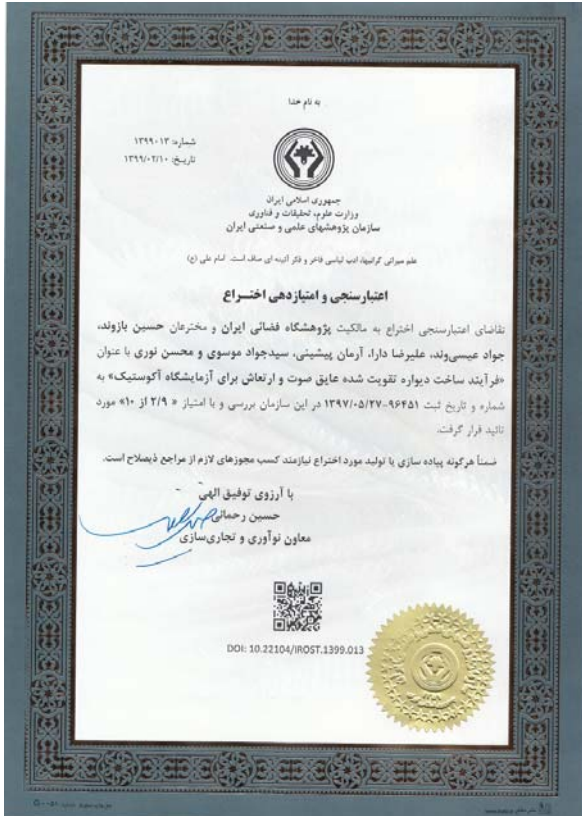 به نام خدا
شماره: ۱۳۹۹۰۱۳
تاریخ: ۱۳۹۹/۰۲/۱۰
جمهوری اسلامی ایران
وزارت علوم، تحقیقات و فناوری
سازمان پژوهشهای علمی و صنعتی ایران
علم میراثی گرانبها، ادب لباسی فاخر و فکر آئینه ای صاف است. امام علی (ع)
اعتبارسنجی و امتیازدهی اختـراع
تقاضای اعتبارسنجی اختراع به مالکیت پژوهشگاه فضائی ایران و مخترعان حسین بازوند،
جواد عیسی‌وند، علیرضا دارا، آرمان پیشینی، سیدجواد موسوی و محسن نوری با عنوان
«فرآیند ساخت دیواره تقویت شده عایق صوت و ارتعاش برای آزمایشگاه آکوستیک» به
شماره و تاریخ ثبت ۹۶۴۵۱-۱۳۹۷/۰۵/۲۷ در این سازمان بررسی و با امتیاز « ۲/۹ از ۱۰» مورد
تائید قرار گرفت.
ضمناً هرگونه پیاده سازی یا تولید مورد اختراع نیازمند کسب مجوزهای لازم از مراجع ذیصلاح است.
با آرزوی توفیق الهی
حسین رحمانی
معاون نوآوری و تجاری‌سازی
DOI: 10.22104/IROST.1399.013